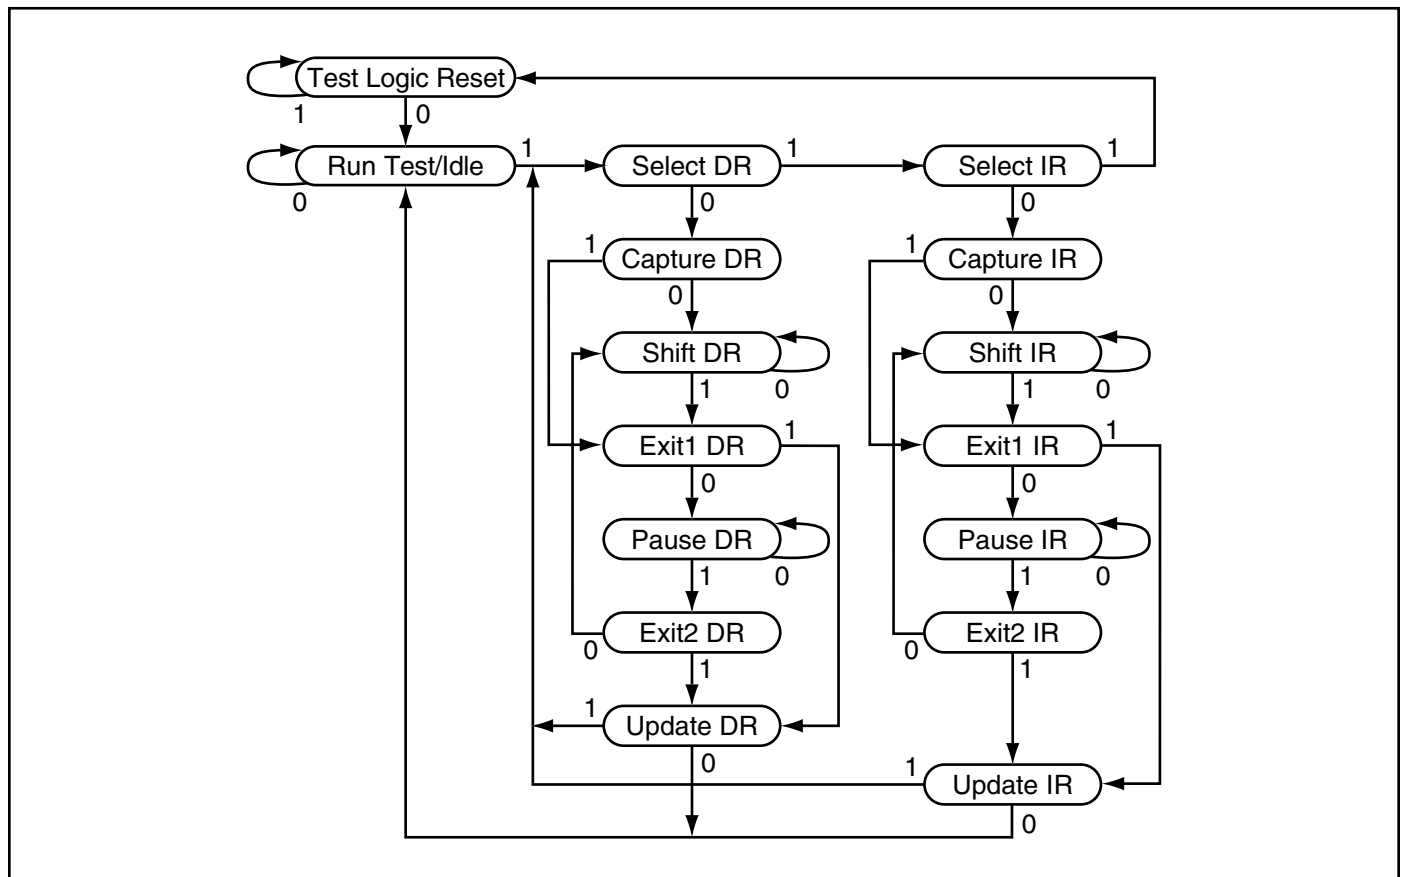 Test Logic Reset
1 0
Run Test/Idle 1 Select DR 1 Select IR 1
0 0 0
1 Capture DR 1 Capture IR
0 0
Shift DR Shift IR
1 0 1 0
Exit1 DR 1 Exit1 IR 1
0 0
Pause DR Pause IR
1 0 1 0
Exit2 DR Exit2 IR
0 1 0 1
1 Update DR
0 1
Update IR
0